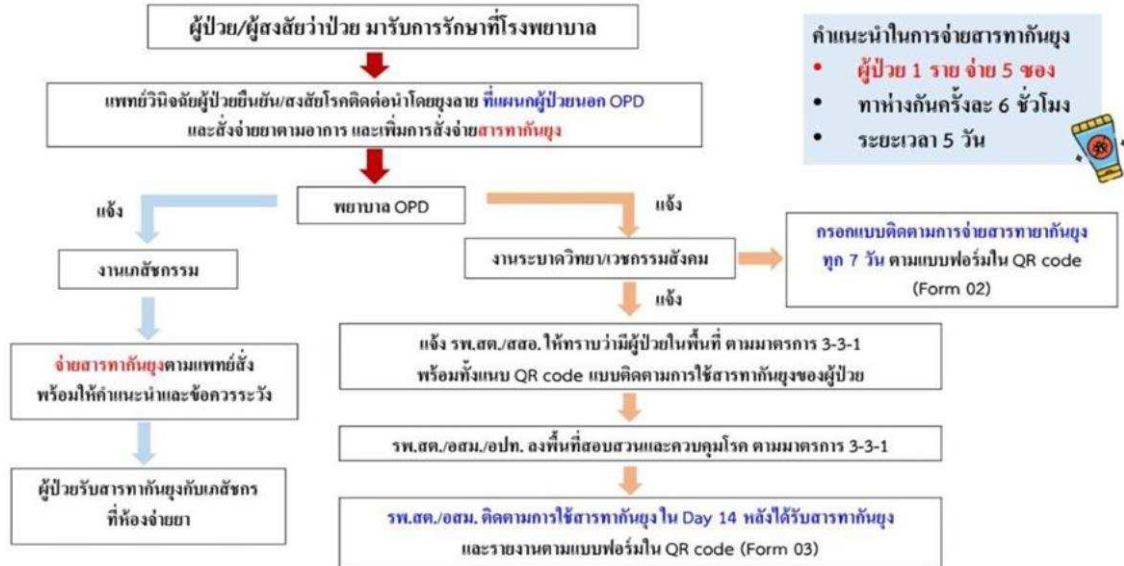 ผู้ป่วย/ผู้สงสัยว่าป่วย มารับการรักษาที่โรงพยาบาล
คำแนะนำในการจ่ายสารทากันยุง
• ผู้ป่วย 1 ราย จ่าย 5 ซอง
• ทาห่างกันครั้งละ 6 ชั่วโมง
• ระยะเวลา 5 วัน
แพทย์วินิจฉัยผู้ป่วยยืนยัน/สงสัยโรคติดต่อนำโดยยุงลาย ที่แผนกผู้ป่วยนอก OPD
และสั่งจ่ายยาตามอาการ และเพิ่มการสั่งจ่ายสารทากันยุง
แจ้ง
พยาบาล OPD
แจ้ง
งานเภสัชกรรม
งานระบาดวิทยา/เวชกรรมสังคม
กรอกแบบติดตามการจ่ายสารทายากันยุง
ทุก 7 วัน ตามแบบฟอร์มใน QR code
(Form 02)
แจ้ง
จ่ายสารทากันยุงตามแพทย์สั่ง
พร้อมให้คำแนะนำและข้อควรระวัง
แจ้ง รพ.สต./สสอ. ให้ทราบว่ามีผู้ป่วยในพื้นที่ ตามมาตรการ 3-3-1
พร้อมทั้งแนบ QR code แบบติดตามการใช้สารทากันยุงของผู้ป่วย
รพ.สต./อสม./อปท. ลงพื้นที่สอบสวนและควบคุมโรค ตามมาตรการ 3-3-1
ผู้ป่วยรับสารทากันยุงกับเภสัชกร
ที่ห้องจ่ายยา
รพ.สต./อสม. ติดตามการใช้สารทากันยุง ใน Day 14 หลังได้รับสารทากันยุง
และรายงานตามแบบฟอร์มใน QR code (Form 03)